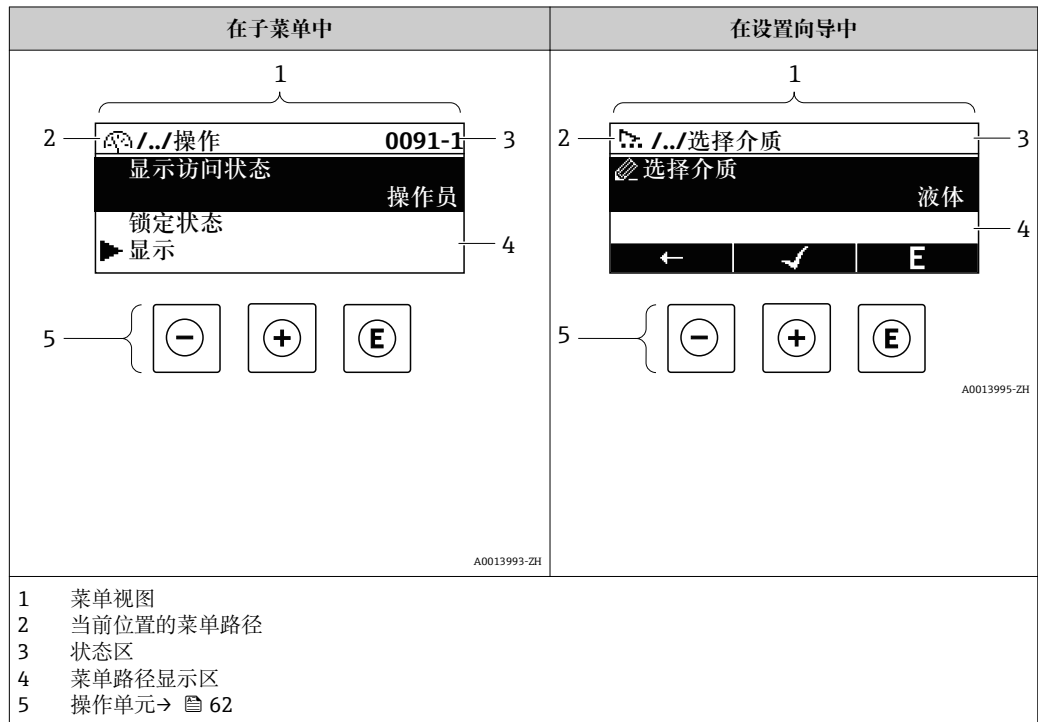 在子菜单中
在设置向导中
1
2
/../操作 0091-1
3
显示访问状态
操作员
锁定状态
显示
4
5
− + E
A0013993-ZH
1
2
/../选择介质
3
选择介质
液体
4
← ✓ E
5
− + E
A0013995-ZH
1 菜单视图
2 当前位置的菜单路径
3 状态区
4 菜单路径显示区
5 操作单元→ 62